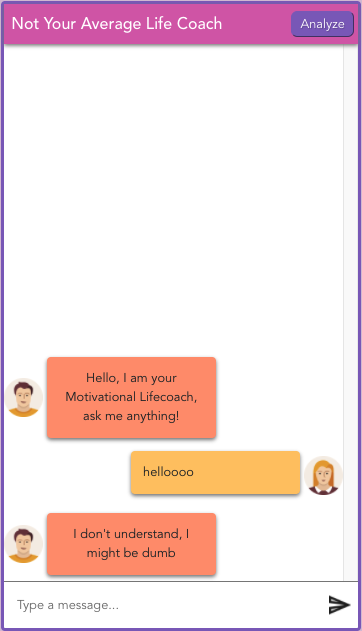 Not Your Average Life Coach
Analyze
Hello, I am your
Motivational Lifecoach,
ask me anything!
helloooo
I don't understand, I
might be dumb
Type a message...